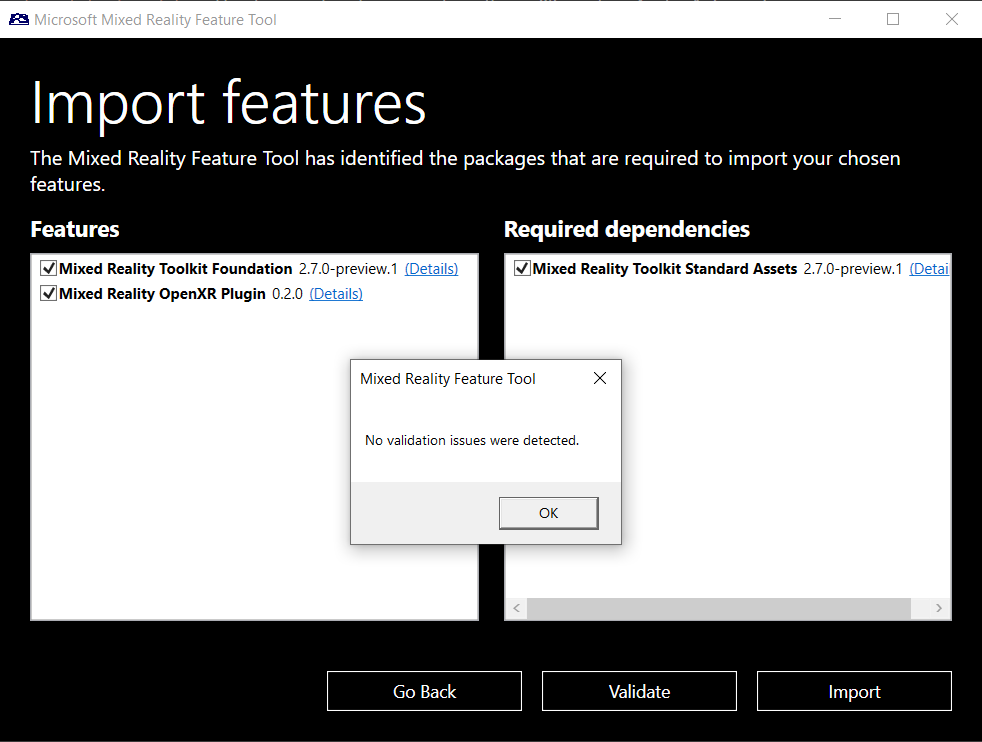 Microsoft Mixed Reality Feature Tool
Import features
The Mixed Reality Feature Tool has identified the packages that are required to import your chosen
features.
Features
Mixed Reality Toolkit Foundation 2.7.0-preview.1 (Details)
Mixed Reality OpenXR Plugin 0.2.0 (Details)
Required dependencies
Mixed Reality Toolkit Standard Assets 2.7.0-preview.1 (Detai
Mixed Reality Feature Tool
No validation issues were detected.
OK
Go Back
Validate
Import